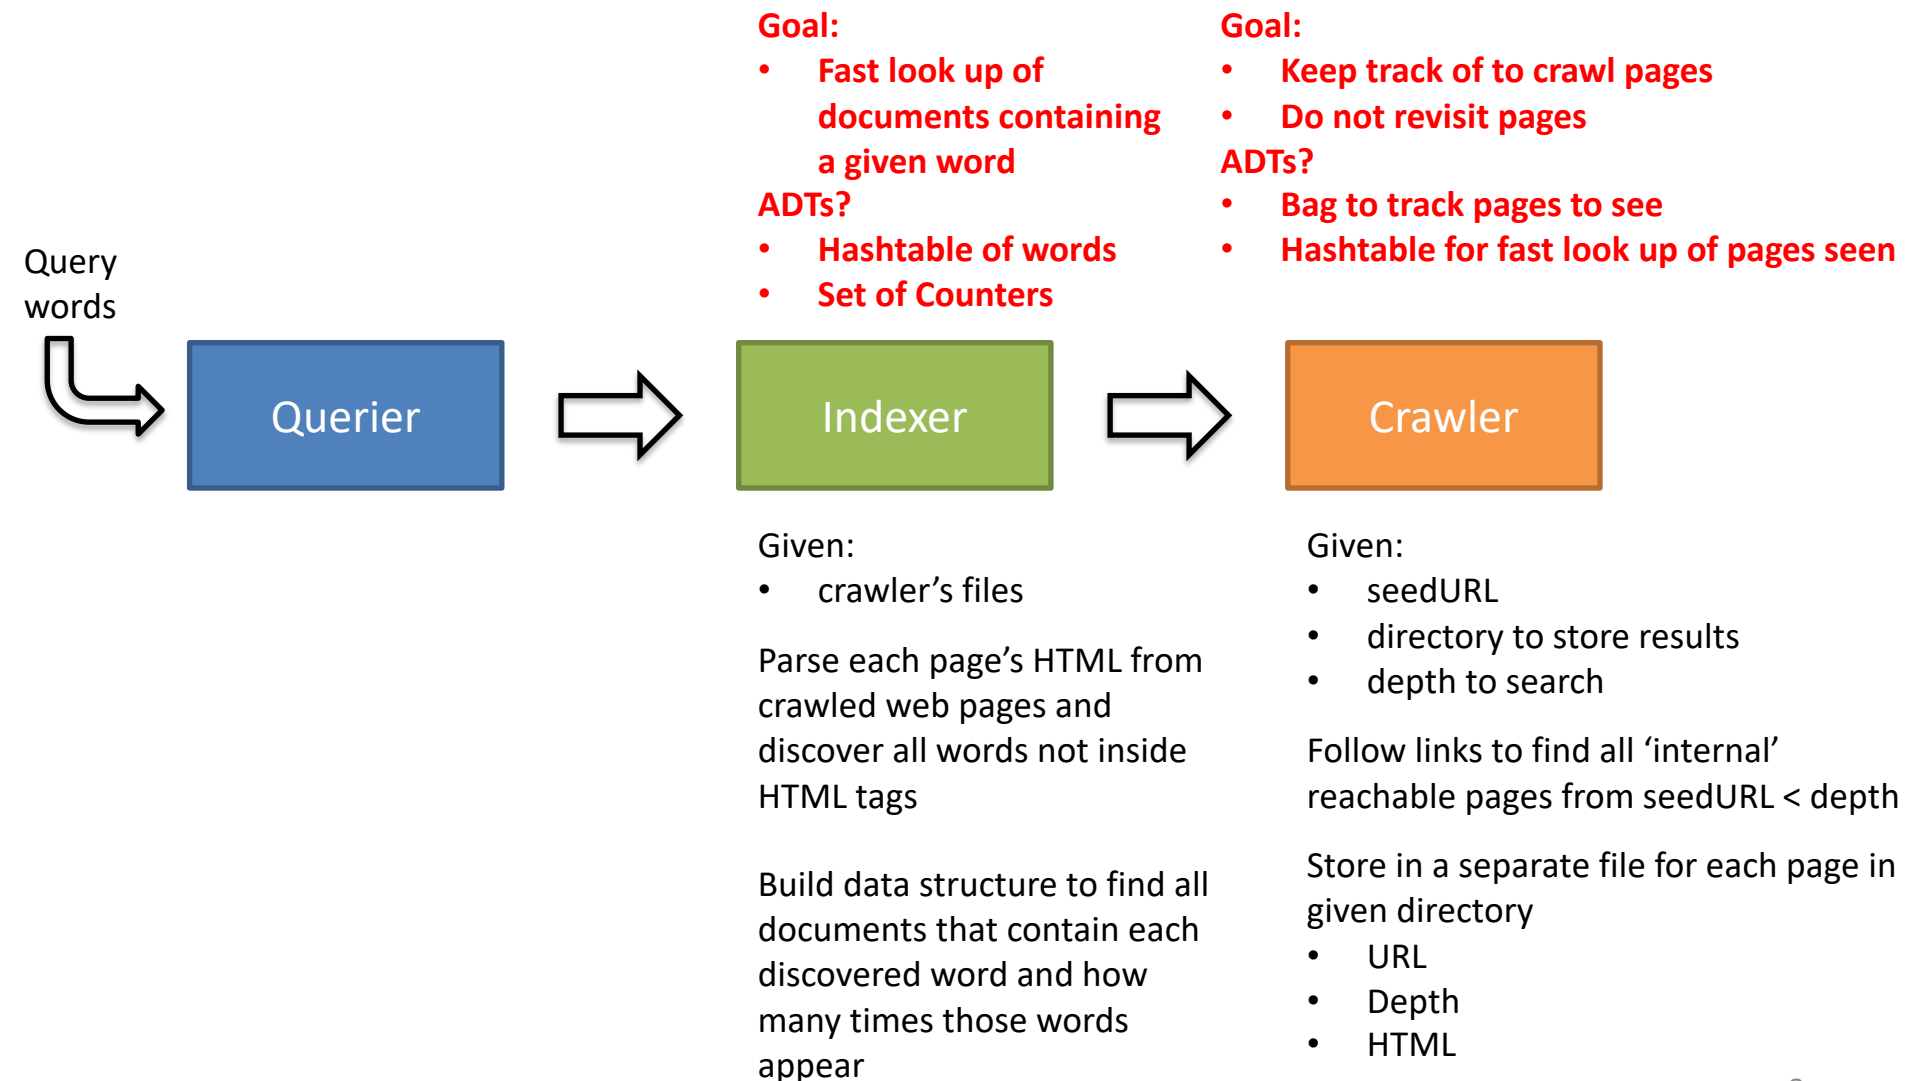 Goal:
• Fast look up of
documents containing
a given word
ADTs?
• Hashtable of words
• Set of Counters
Goal:
• Keep track of to crawl pages
• Do not revisit pages
ADTs?
• Bag to track pages to see
• Hashtable for fast look up of pages seen
Query
words
Querier
Indexer
Crawler
Given:
• crawler’s files
Parse each page’s HTML from
crawled web pages and
discover all words not inside
HTML tags
Build data structure to find all
documents that contain each
discovered word and how
many times those words
appear
Given:
• seedURL
• directory to store results
• depth to search
Follow links to find all ‘internal’
reachable pages from seedURL < depth
Store in a separate file for each page in
given directory
• URL
• Depth
• HTML